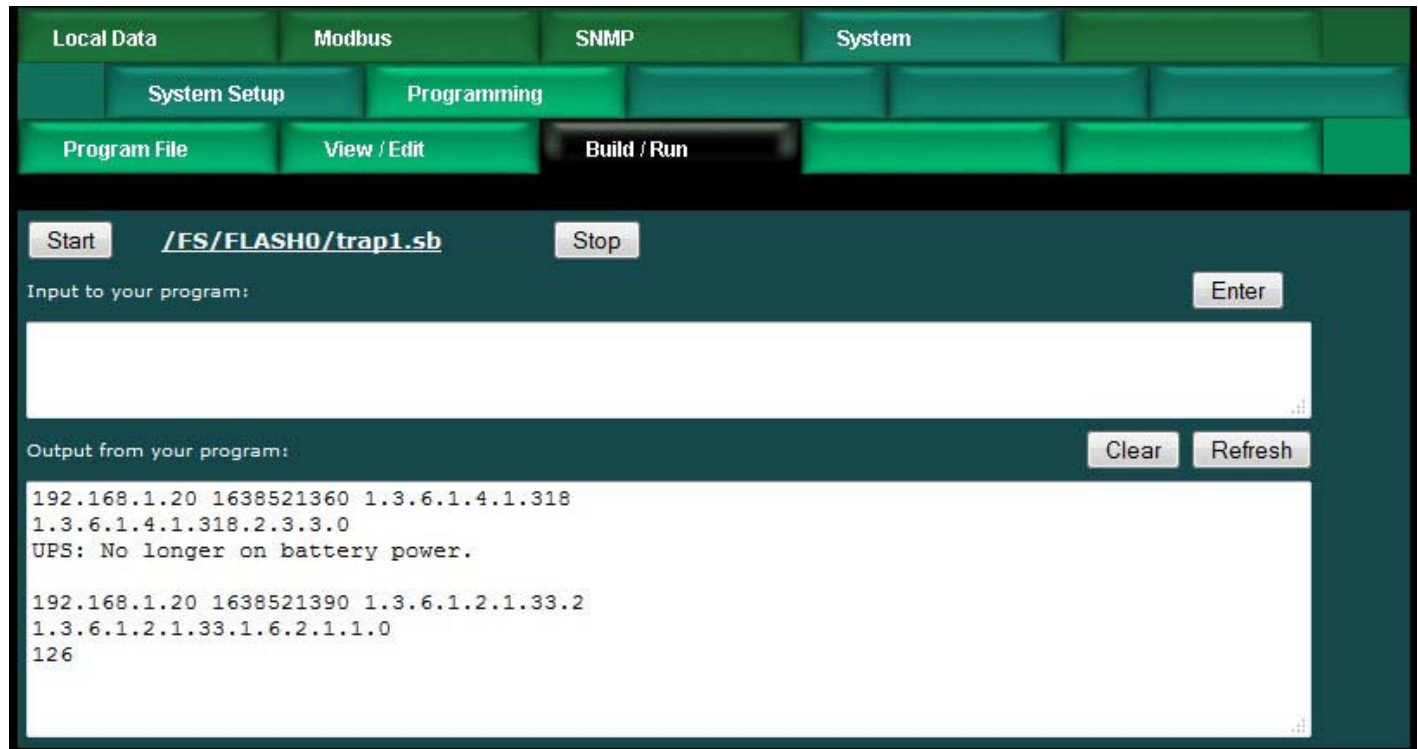 Local Data Modbus SNMP System
System Setup Programming
Program File View / Edit Build / Run
Start /FS/FLASH0/trap1.sb Stop
Input to your program: Enter
Output from your program: Clear Refresh
192.168.1.20 1638521360 1.3.6.1.4.1.318
1.3.6.1.4.1.318.2.3.3.0
UPS: No longer on battery power.
192.168.1.20 1638521390 1.3.6.1.2.1.33.2
1.3.6.1.2.1.33.1.6.2.1.1.0
126